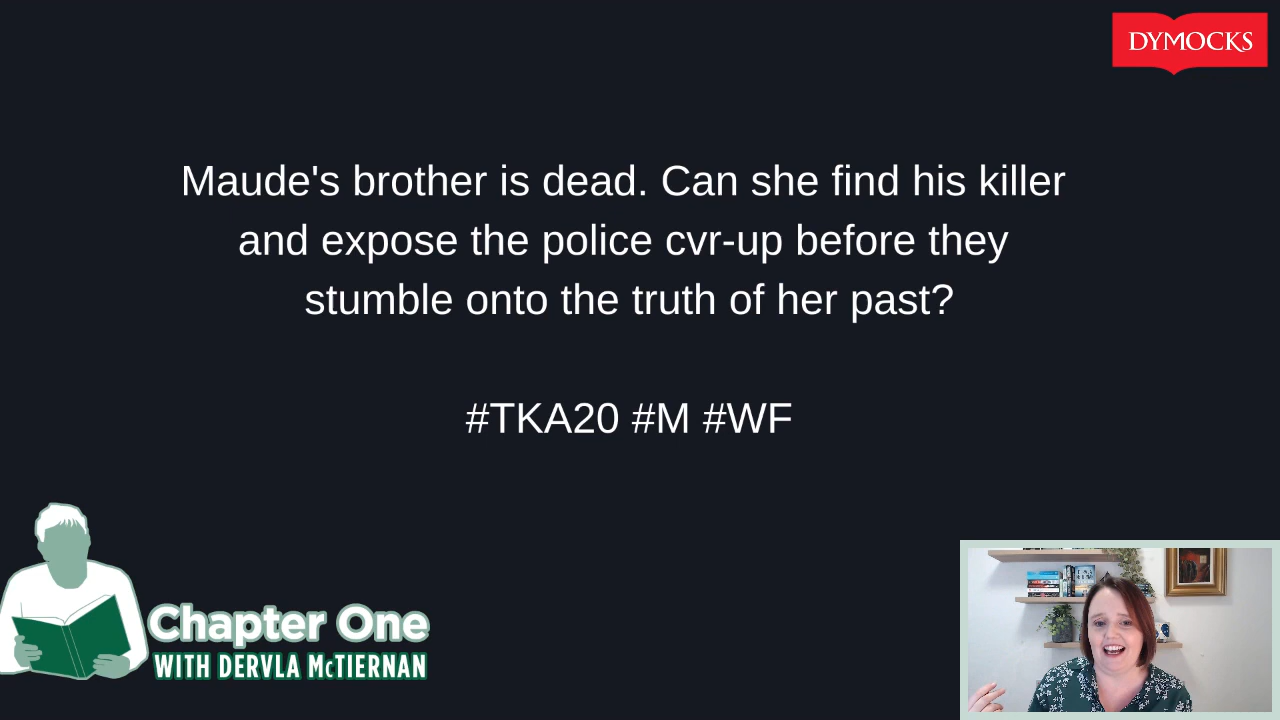 DYMOCKS
Maude's brother is dead. Can she find his killer
and expose the police cvr-up before they
stumble onto the truth of her past?
#TKA20 #M #WF
Chapter One
WITH DERVLA McTIERNAN